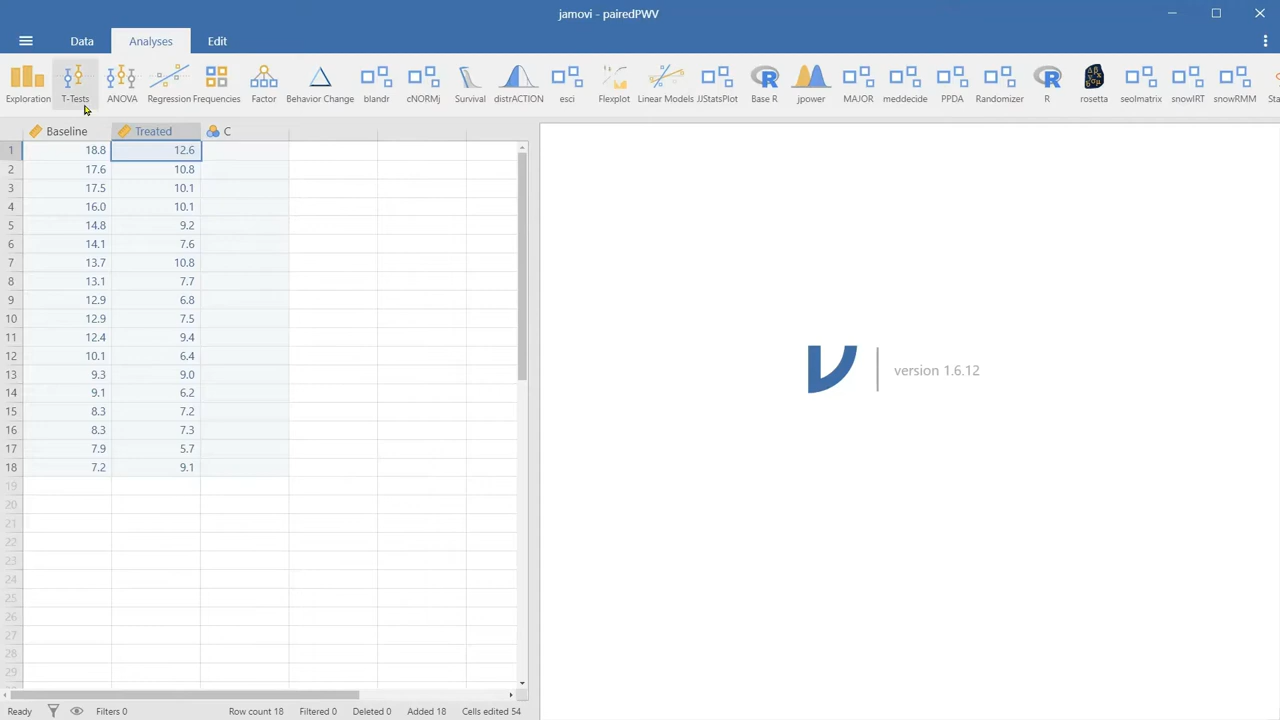 jamovi - pairedPWV
Data Analyses Edit
Exploration T-Tests ANOVA Regression Frequencies Factor Behavior Change blandr cNORMj Survival distrACTION esci Flexplot Linear Models JJStatsPlot Base R jpower MAJOR meddecide PPDA Randomizer R rosetta seolmatrix snowIRT snowRMM
Baseline Treated C
1 18.8 12.6
2 17.6 10.8
3 17.5 10.1
4 16.0 10.1
5 14.8 9.2
6 14.1 7.6
7 13.7 10.8
8 13.1 7.7
9 12.9 6.8
10 12.9 7.5
11 12.4 9.4
12 10.1 6.4
13 9.3 9.0
14 9.1 6.2
15 8.3 7.2
16 8.3 7.3
17 7.9 5.7
18 7.2 9.1
19
20
21
22
23
24
25
26
27
28
29
version 1.6.12
Ready Filters 0 Row count 18 Filtered 0 Deleted 0 Added 18 Cells edited 54